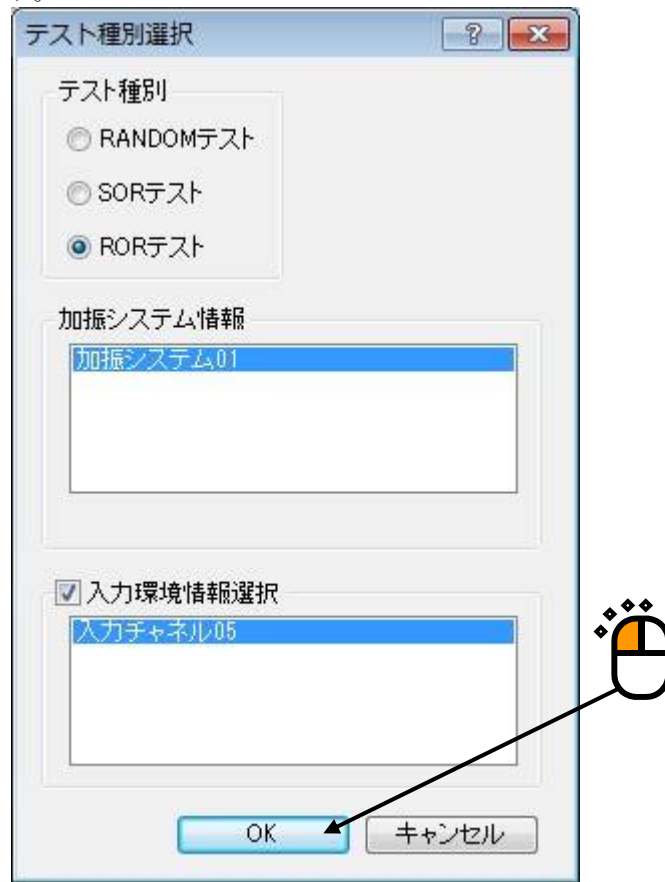 テスト種別選択
テスト種別
RANDOMテスト
SORテスト
RORテスト
加振システム情報
加振システム01
入力環境情報選択
入力チャネル05
OK キャンセル